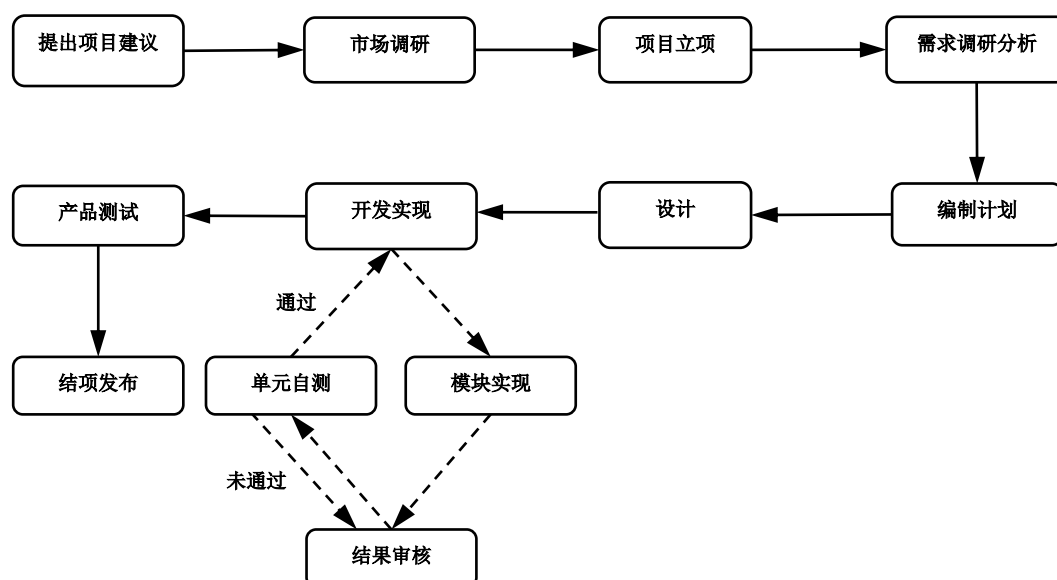 提出项目建议
市场调研
项目立项
需求调研分析
产品测试
开发实现
设计
编制计划
通过
结项发布
单元自测
模块实现
未通过
结果审核